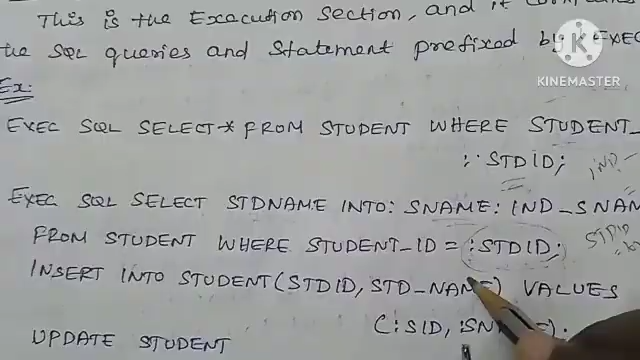 This is the Execution Section, and it
the SQL queries and Statement prefixed by EXEC
KINEMASTER
Ex:
EXEC SQL SELECT * FROM STUDENT WHERE STUDENT_
:STDID;
IND-
EXEC SQL SELECT STDNAME INTO: SNAME: IND_SNAM
STDID
FROM STUDENT WHERE STUDENT_ID = :STDID;
INSERT INTO STUDENT(STDID, STD_NAME) VALUES
(:SID,
UPDATE STUDENT